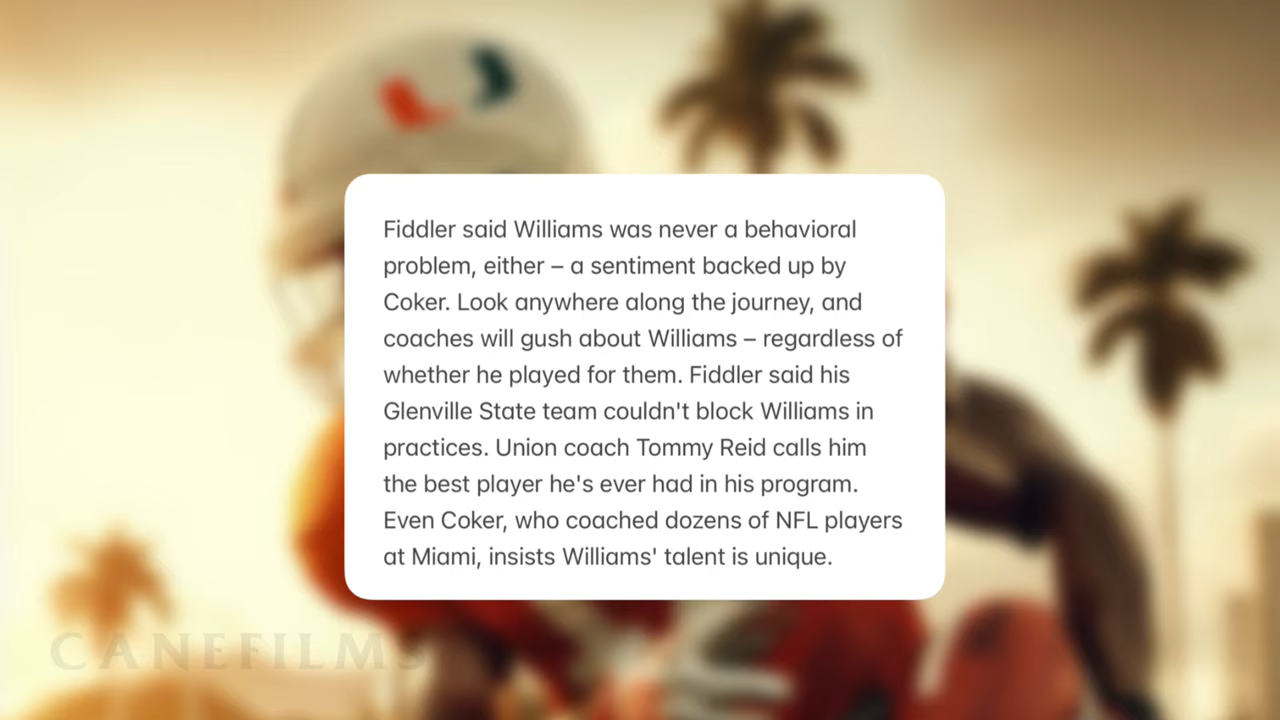 Fiddler said Williams was never a behavioral
problem, either – a sentiment backed up by
Coker. Look anywhere along the journey, and
coaches will gush about Williams – regardless of
whether he played for them. Fiddler said his
Glenville State team couldn't block Williams in
practices. Union coach Tommy Reid calls him
the best player he's ever had in his program.
Even Coker, who coached dozens of NFL players
at Miami, insists Williams' talent is unique.
CANEFILMS